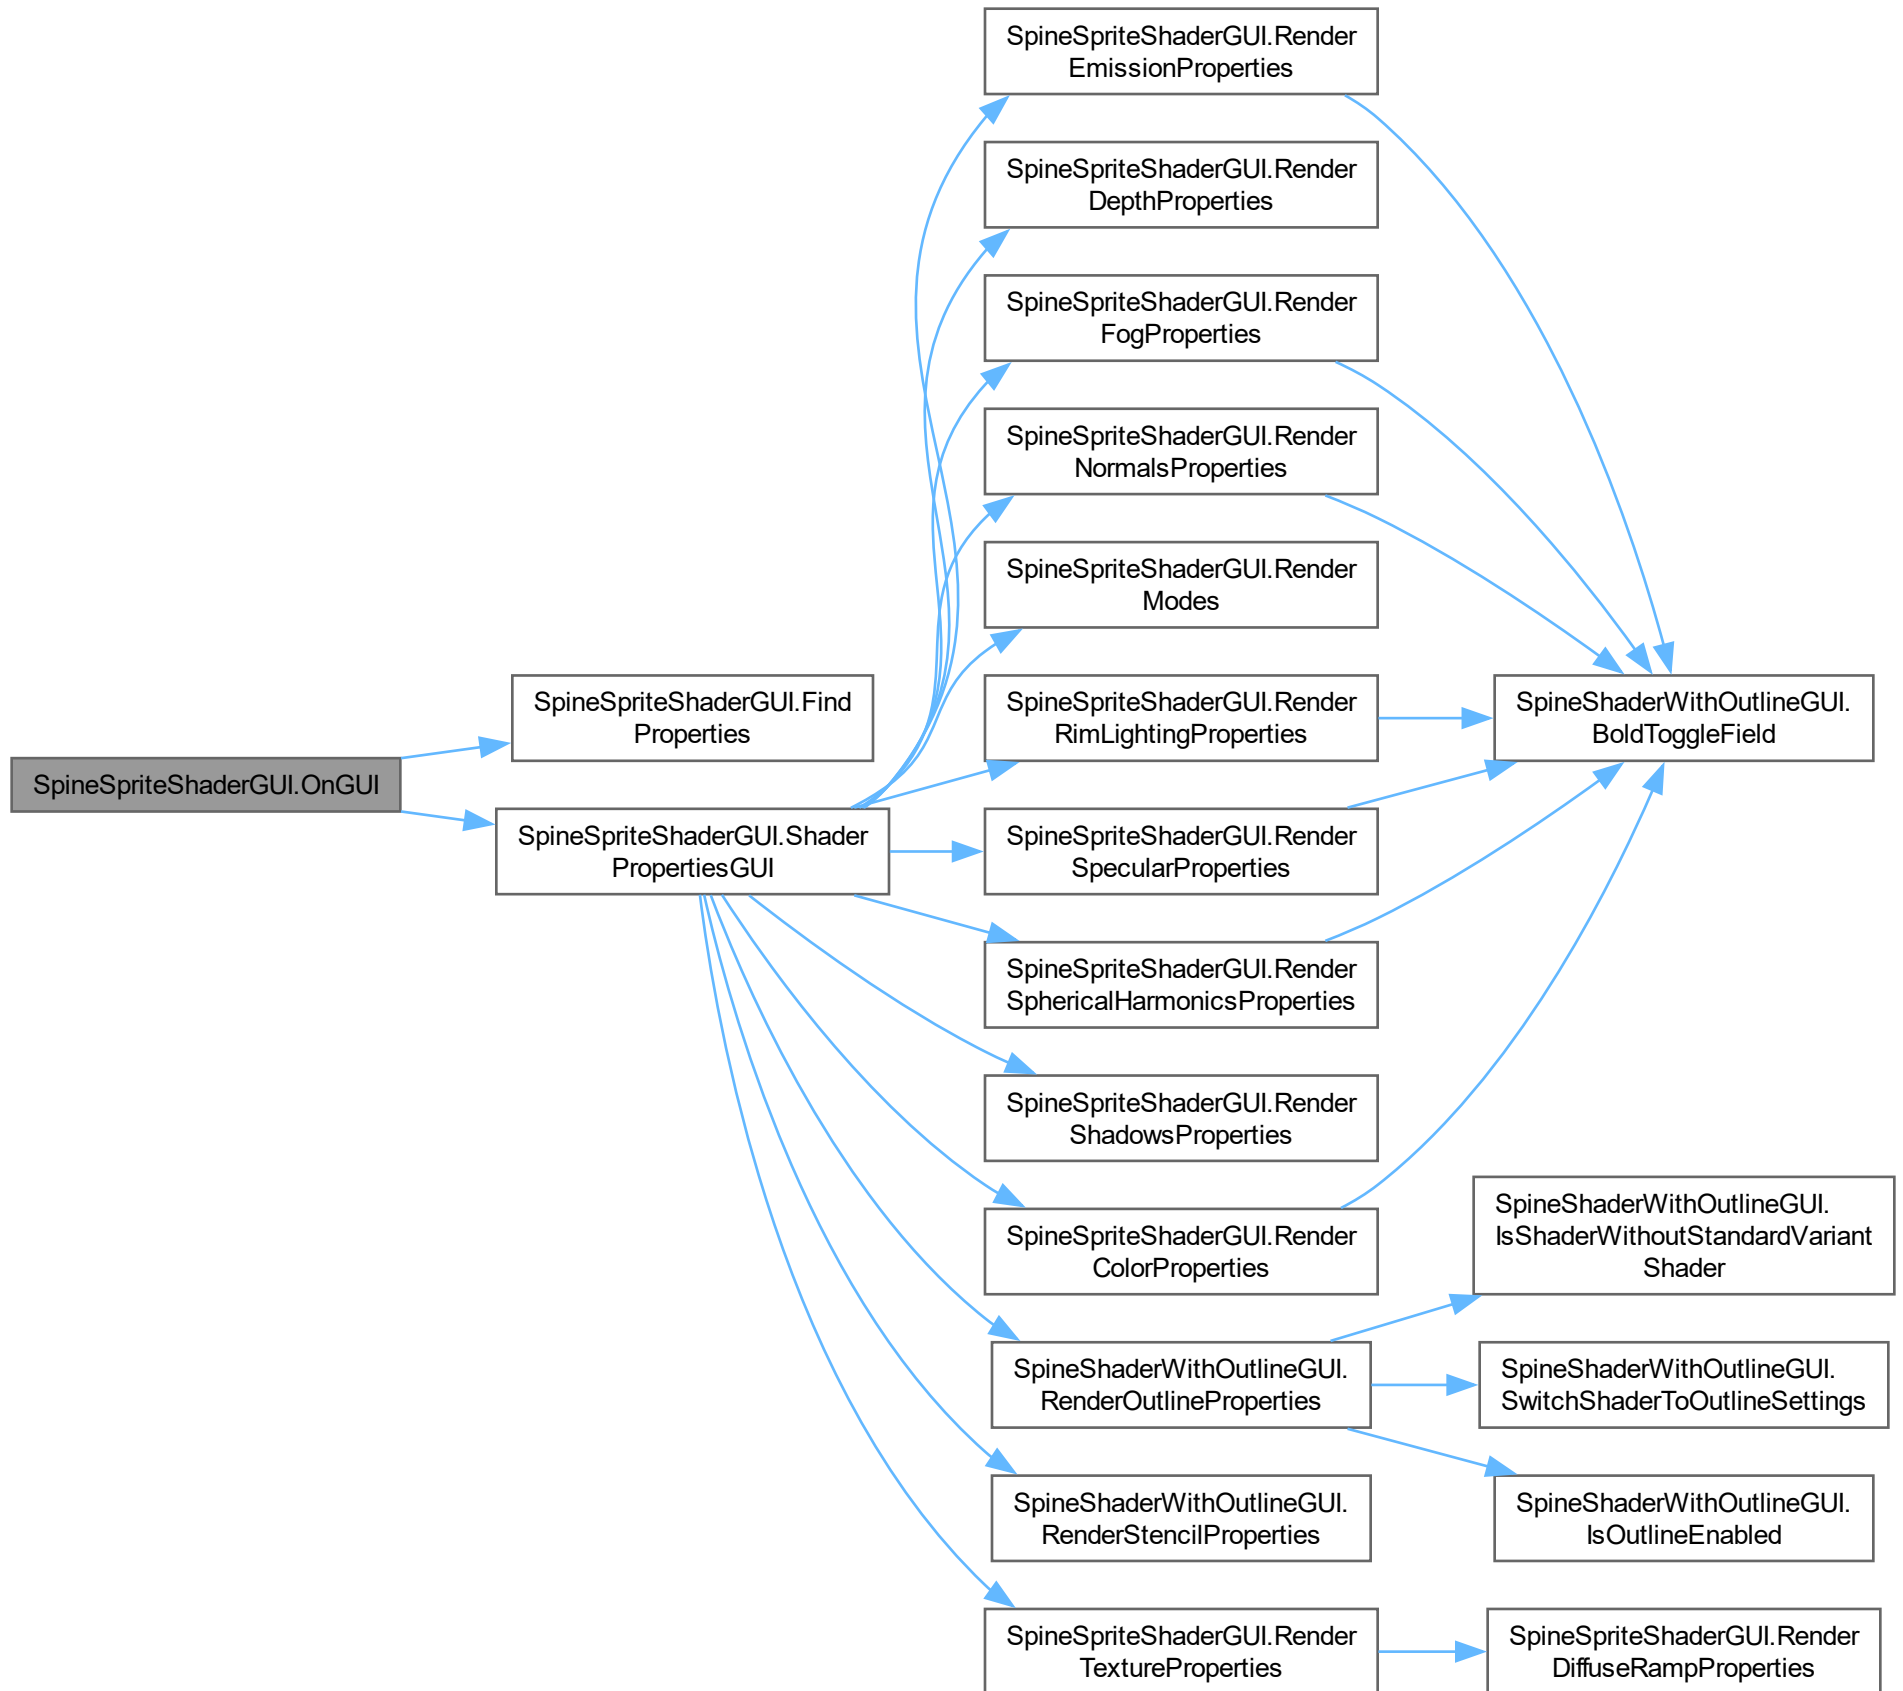 SpineSpriteShaderGUI.OnGUI
SpineSpriteShaderGUI.Find
Properties
SpineSpriteShaderGUI.Shader
PropertiesGUI
SpineSpriteShaderGUI.Render
EmissionProperties
SpineSpriteShaderGUI.Render
DepthProperties
SpineSpriteShaderGUI.Render
FogProperties
SpineSpriteShaderGUI.Render
NormalsProperties
SpineSpriteShaderGUI.Render
Modes
SpineSpriteShaderGUI.Render
RimLightingProperties
SpineSpriteShaderGUI.Render
SpecularProperties
SpineSpriteShaderGUI.Render
SphericalHarmonicsProperties
SpineSpriteShaderGUI.Render
ShadowsProperties
SpineSpriteShaderGUI.Render
ColorProperties
SpineShaderWithOutlineGUI.
RenderOutlineProperties
SpineShaderWithOutlineGUI.
RenderStencilProperties
SpineSpriteShaderGUI.Render
TextureProperties
SpineShaderWithOutlineGUI.
BoldToggleField
SpineShaderWithOutlineGUI.
IsShaderWithoutStandardVariant
Shader
SpineShaderWithOutlineGUI.
SwitchShaderToOutlineSettings
SpineShaderWithOutlineGUI.
IsOutlineEnabled
SpineSpriteShaderGUI.Render
DiffuseRampProperties